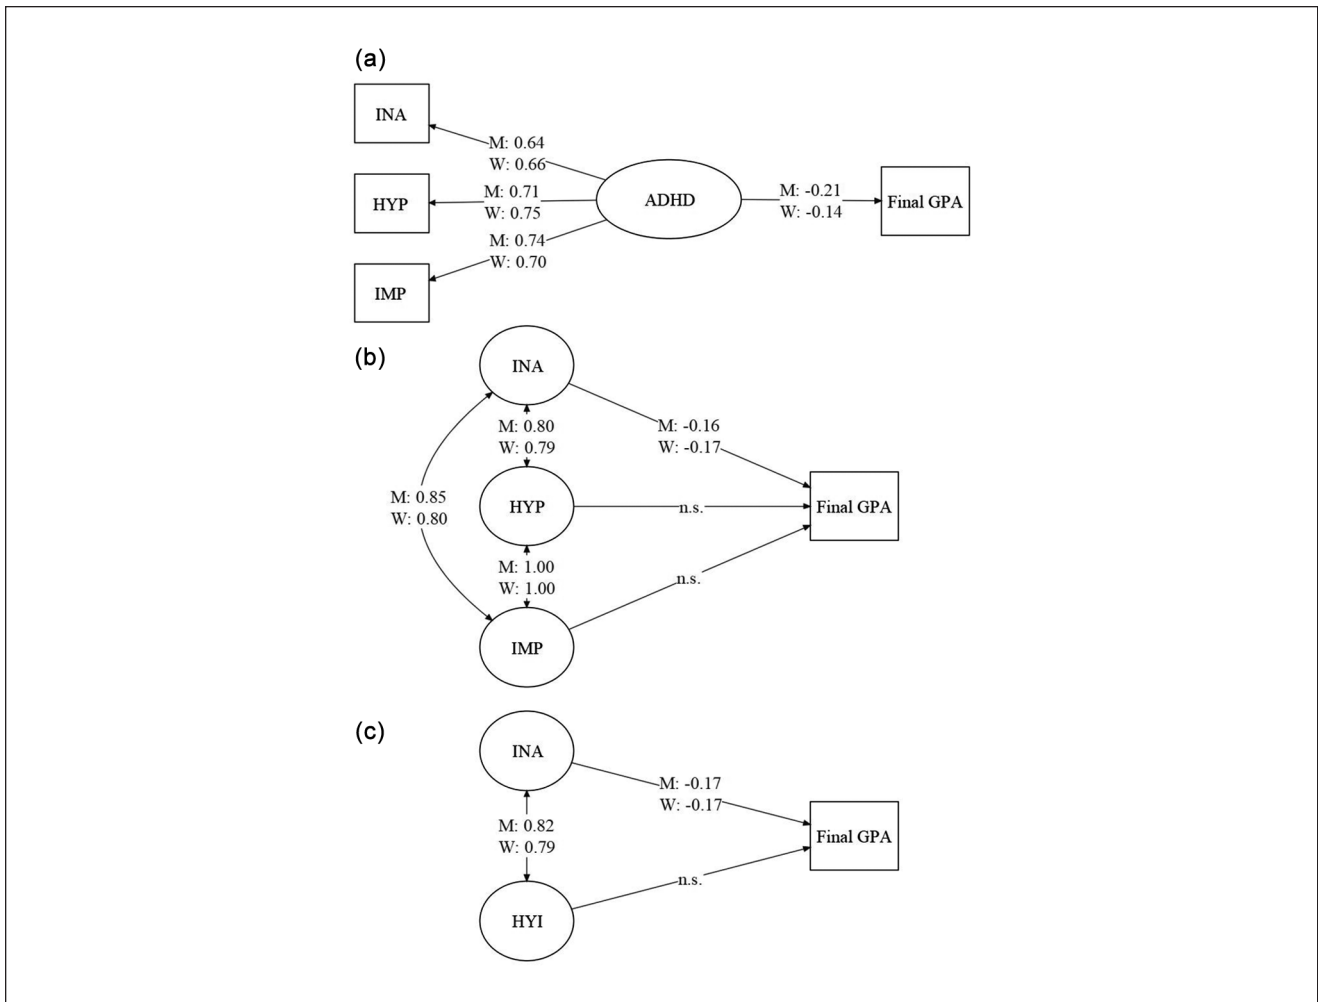 (a)
INA
M: 0.64
W: 0.66
HYP
M: 0.71
W: 0.75
ADHD
M: -0.21
W: -0.14
Final GPA
M: 0.74
W: 0.70
IMP
(b)
INA
M: 0.80
W: 0.79
M: -0.16
W: -0.17
M: 0.85
W: 0.80
HYP
n.s.
Final GPA
M: 1.00
W: 1.00
n.s.
IMP
(c)
INA
M: -0.17
W: -0.17
M: 0.82
W: 0.79
Final GPA
n.s.
HYI